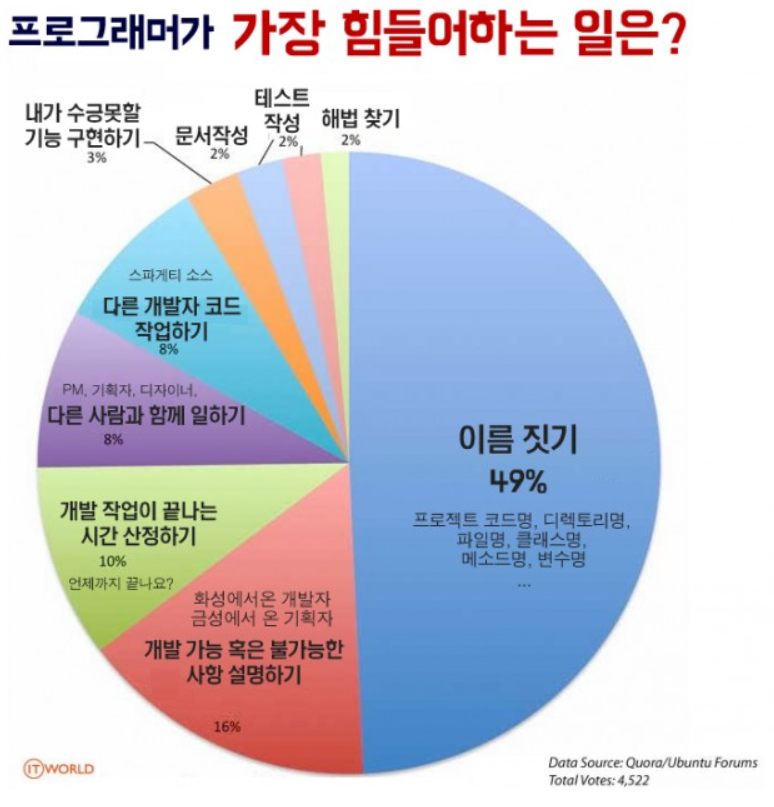 프로그래머가 가장 힘들어하는 일은?
내가 수긍못할
기능 구현하기
3%
문서작성
2%
테스트
작성
2%
해법 찾기
2%
스파게티 소스
다른 개발자 코드
작업하기
8%
PM, 기획자, 디자이너,
다른 사람과 함께 일하기
8%
개발 작업이 끝나는
시간 산정하기
10%
언제까지 끝나요?
화성에서온 개발자
금성에서 온 기획자
개발 가능 혹은 불가능한
사항 설명하기
16%
이름 짓기
49%
프로젝트 코드명, 디렉토리명,
파일명, 클래스명,
메소드명, 변수명
...
IT WORLD
Data Source: Quora/Ubuntu Forums
Total Votes: 4,522